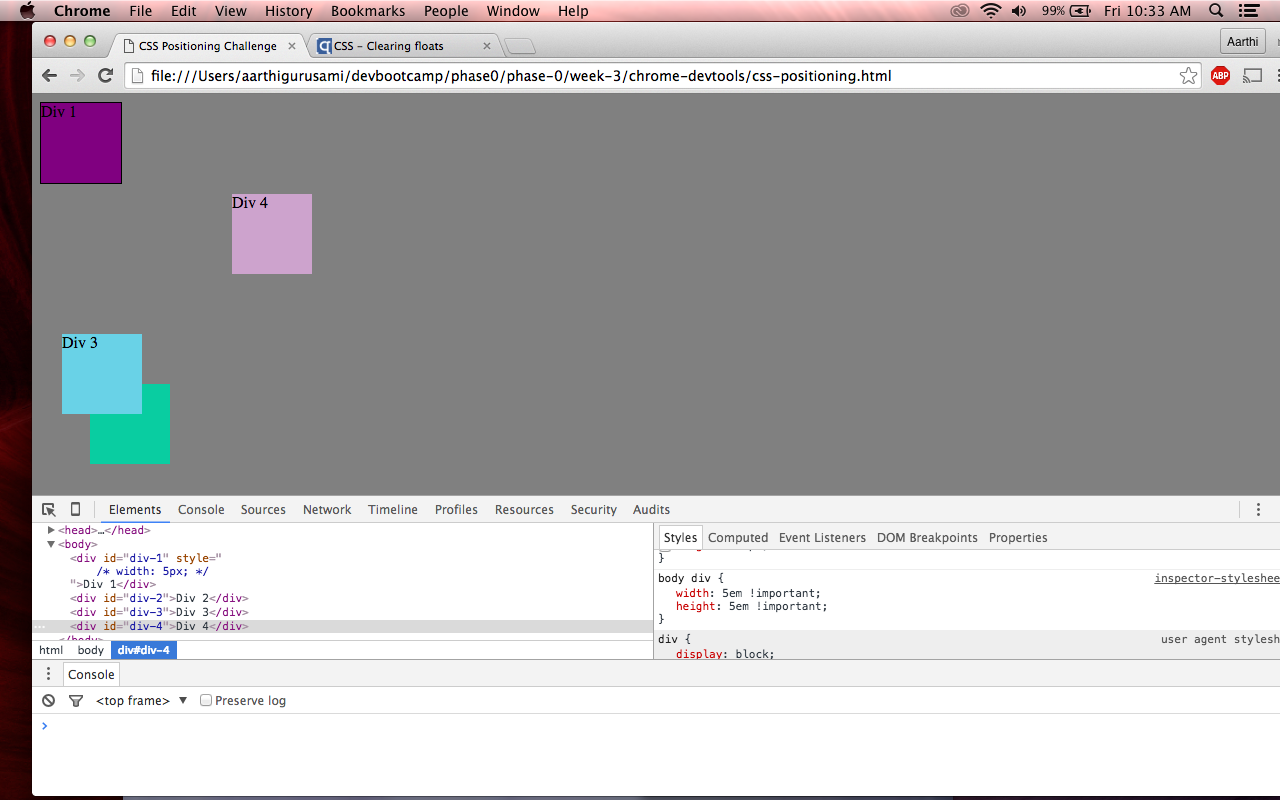 Chrome File Edit View History Bookmarks People Window Help 99% Fri 10:33 AM
CSS Positioning Challenge × CSS - Clearing floats × Aarthi
file:///Users/aarthigurusami/devbootcamp/phase0/phase-0/week-3/chrome-devtools/css-positioning.html ABP
Div 1
Div 4
Div 3
Elements Console Sources Network Timeline Profiles Resources Security Audits
<head>…</head>
<body>
<div id="div-1" style="
/* width: 5px; */
">Div 1</div>
<div id="div-2">Div 2</div>
<div id="div-3">Div 3</div>
... <div id="div-4">Div 4</div>
</body>
html body div#div-4
Styles Computed Event Listeners DOM Breakpoints Properties
}
body div { inspector-styleshee
width: 5em !important;
height: 5em !important;
}
div { user agent stylesh
display: block;
Console
<top frame> ▼ Preserve log
>